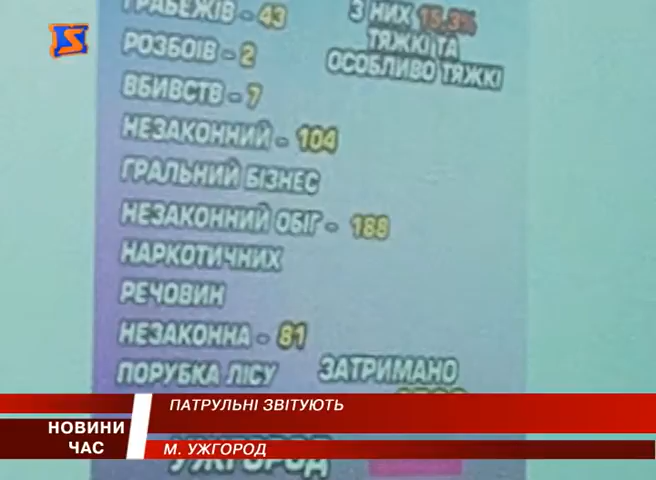 S
ГРАБЕЖІВ - 43
РОЗБОЇВ - 2
ВБИВСТВ - 7
НЕЗАКОННИЙ - 104
ГРАЛЬНИЙ БІЗНЕС
НЕЗАКОННИЙ ОБІГ - 188
НАРКОТИЧНИХ
РЕЧОВИН
НЕЗАКОННА - 81
ПОРУБКА ЛІСУ
З НИХ 15,3%
ТЯЖКІ ТА
ОСОБЛИВО ТЯЖКІ
ЗАТРИМАНО
НОВИНИ
ЧАС
ПАТРУЛЬНІ ЗВІТУЮТЬ
М. УЖГОРОД
УЖГОРОД